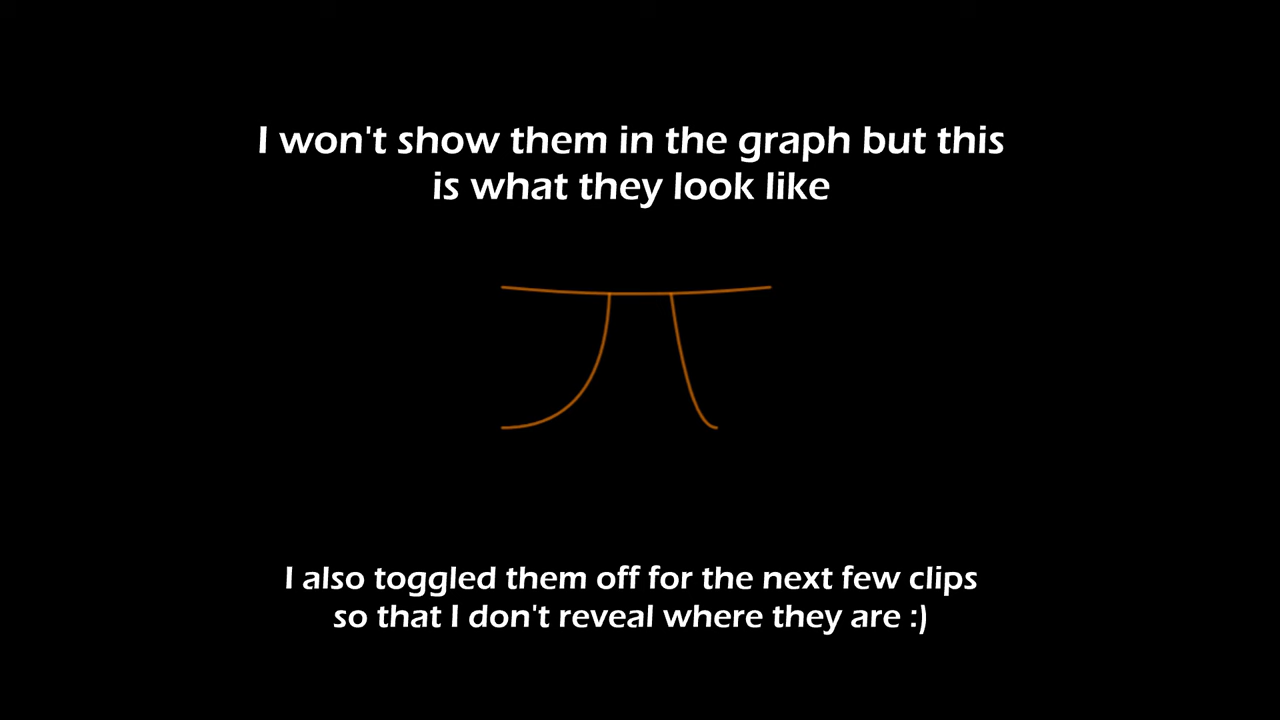 I won't show them in the graph but this
is what they look like
π
I also toggled them off for the next few clips
so that I don't reveal where they are :)